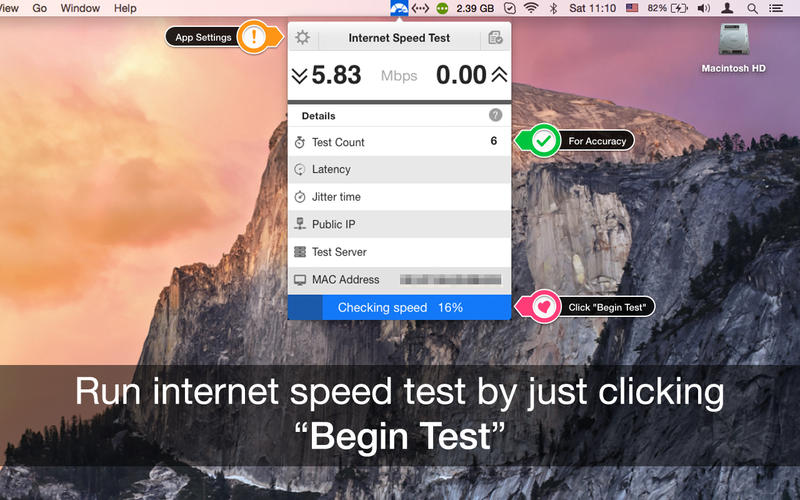 View Go Window Help 2.39 GB Sat 11:10 82%
App Settings
Internet Speed Test
5.83 Mbps 0.00
Macintosh HD
Details ?
Test Count 6
For Accuracy
Latency
Jitter time
Public IP
Test Server
MAC Address
Checking speed 16%
Click "Begin Test"
Run internet speed test by just clicking
“Begin Test”